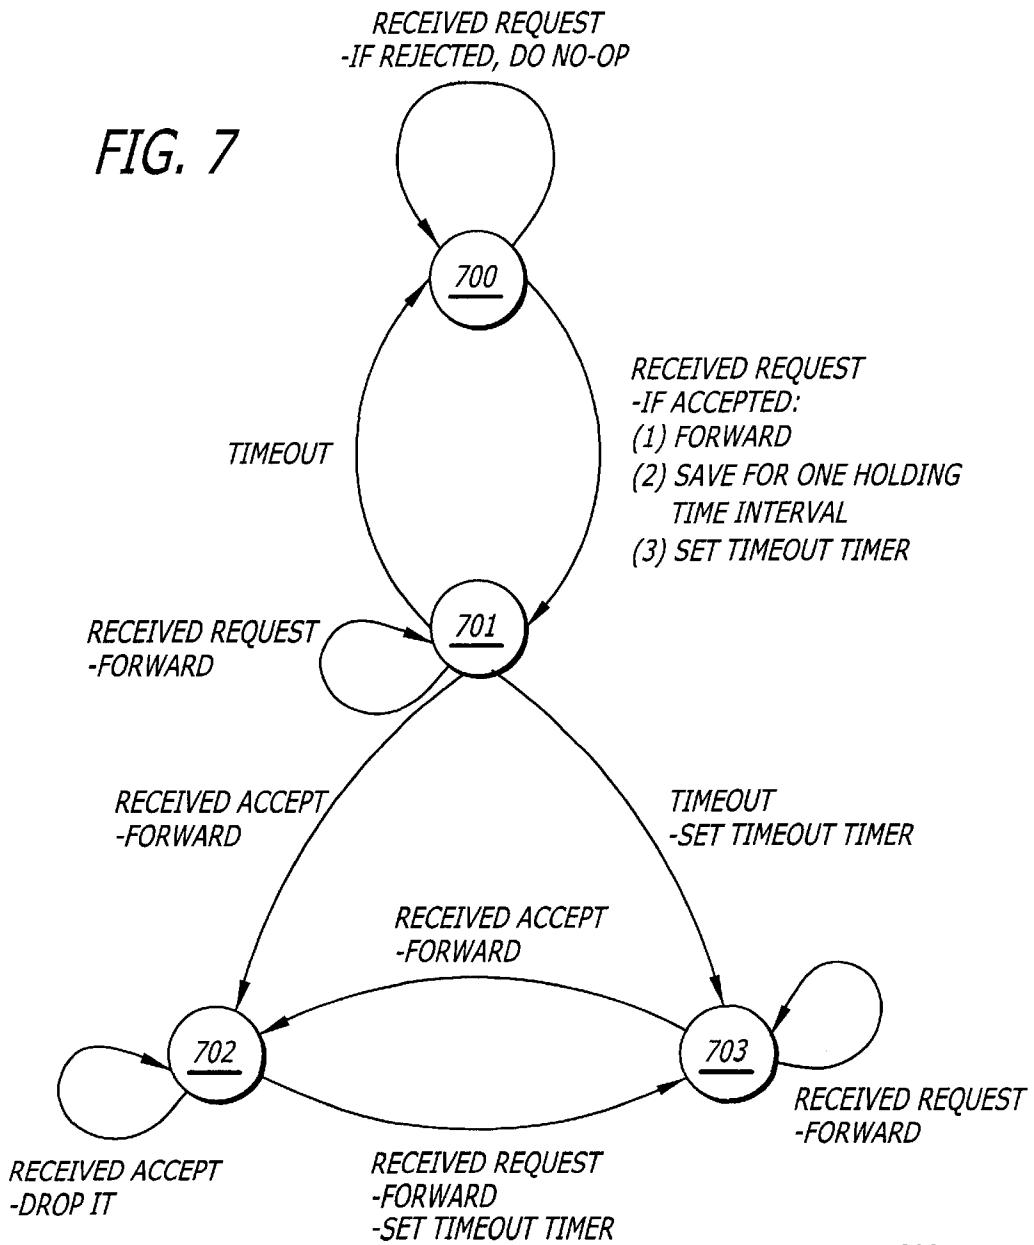 RECEIVED REQUEST
-IF REJECTED, DO NO-OP
FIG. 7
700
RECEIVED REQUEST
-IF ACCEPTED:
(1) FORWARD
(2) SAVE FOR ONE HOLDING
TIME INTERVAL
(3) SET TIMEOUT TIMER
TIMEOUT
701
RECEIVED REQUEST
-FORWARD
RECEIVED ACCEPT
-FORWARD
TIMEOUT
-SET TIMEOUT TIMER
RECEIVED ACCEPT
-FORWARD
702
703
RECEIVED REQUEST
-FORWARD
RECEIVED ACCEPT
-DROP IT
RECEIVED REQUEST
-FORWARD
-SET TIMEOUT TIMER